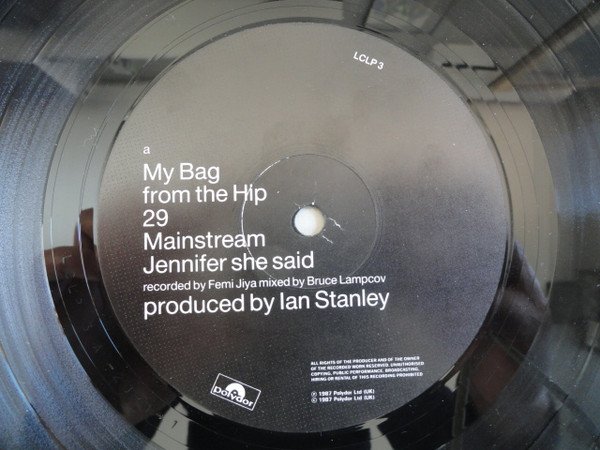 LCLP 3
a
My Bag
from the Hip
29
Mainstream
Jennifer she said
recorded by Femi Jiya mixed by Bruce Lampcov
produced by Ian Stanley
ALL RIGHTS OF THE PRODUCER AND OF THE OWNER
OF THE RECORDED WORK RESERVED. UNAUTHORISED
COPYING, PUBLIC PERFORMANCE, BROADCASTING,
HIRING OR RENTAL OF THIS RECORDING PROHIBITED
℗ 1987 Polydor Ltd (UK)
© 1987 Polydor Ltd (UK)
polydor